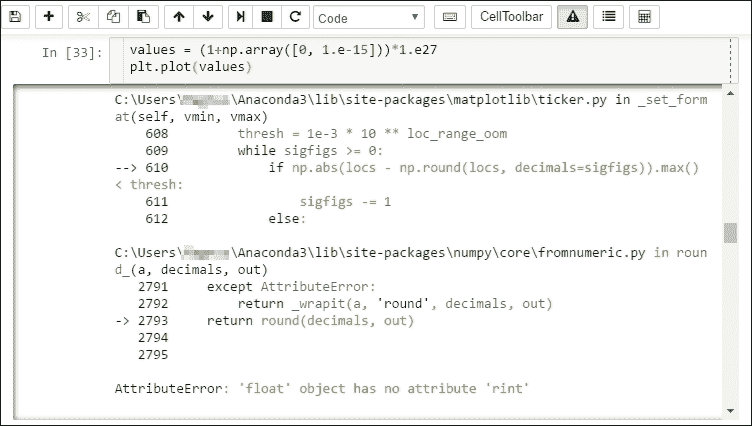 Code
CellToolbar
In [33]:
values = (1+np.array([0, 1.e-15]))*1.e27
plt.plot(values)
C:\Users\ \Anaconda3\lib\site-packages\matplotlib\ticker.py in _set_form
at(self, vmin, vmax)
608 thresh = 1e-3 * 10 ** loc_range_oom
609 while sigfigs >= 0:
--> 610 if np.abs(locs - np.round(locs, decimals=sigfigs)).max()
< thresh:
611 sigfigs -= 1
612 else:
C:\Users\ \Anaconda3\lib\site-packages\numpy\core\fromnumeric.py in roun
d_(a, decimals, out)
2791 except AttributeError:
2792 return _wrapit(a, 'round', decimals, out)
-> 2793 return round(decimals, out)
2794
2795
AttributeError: 'float' object has no attribute 'rint'